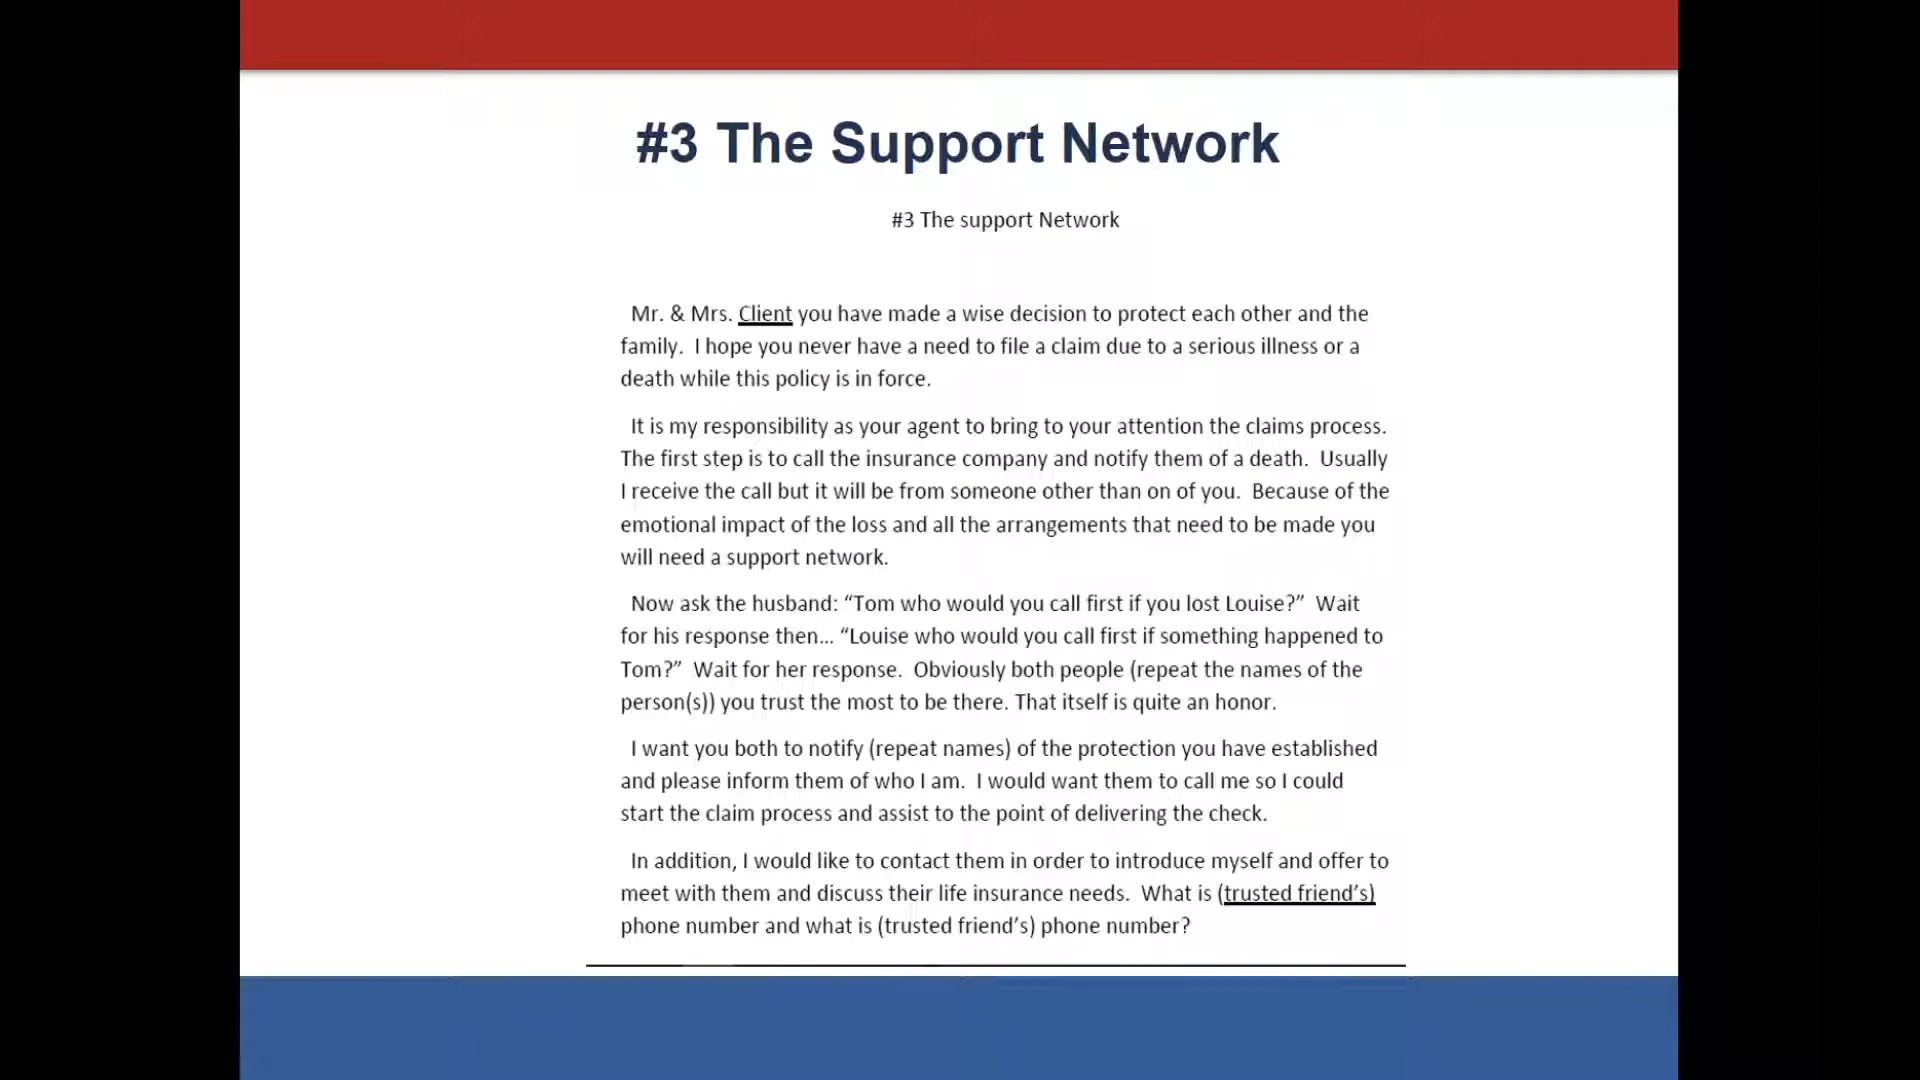 #3 The Support Network
#3 The support Network
Mr. & Mrs. Client you have made a wise decision to protect each other and the
family.  I hope you never have a need to file a claim due to a serious illness or a
death while this policy is in force.
It is my responsibility as your agent to bring to your attention the claims process.
The first step is to call the insurance company and notify them of a death.  Usually
I receive the call but it will be from someone other than on of you.  Because of the
emotional impact of the loss and all the arrangements that need to be made you
will need a support network.
Now ask the husband: “Tom who would you call first if you lost Louise?”  Wait
for his response then... “Louise who would you call first if something happened to
Tom?”  Wait for her response.  Obviously both people (repeat the names of the
person(s)) you trust the most to be there. That itself is quite an honor.
I want you both to notify (repeat names) of the protection you have established
and please inform them of who I am.  I would want them to call me so I could
start the claim process and assist to the point of delivering the check.
In addition, I would like to contact them in order to introduce myself and offer to
meet with them and discuss their life insurance needs.  What is (trusted friend’s)
phone number and what is (trusted friend’s) phone number?